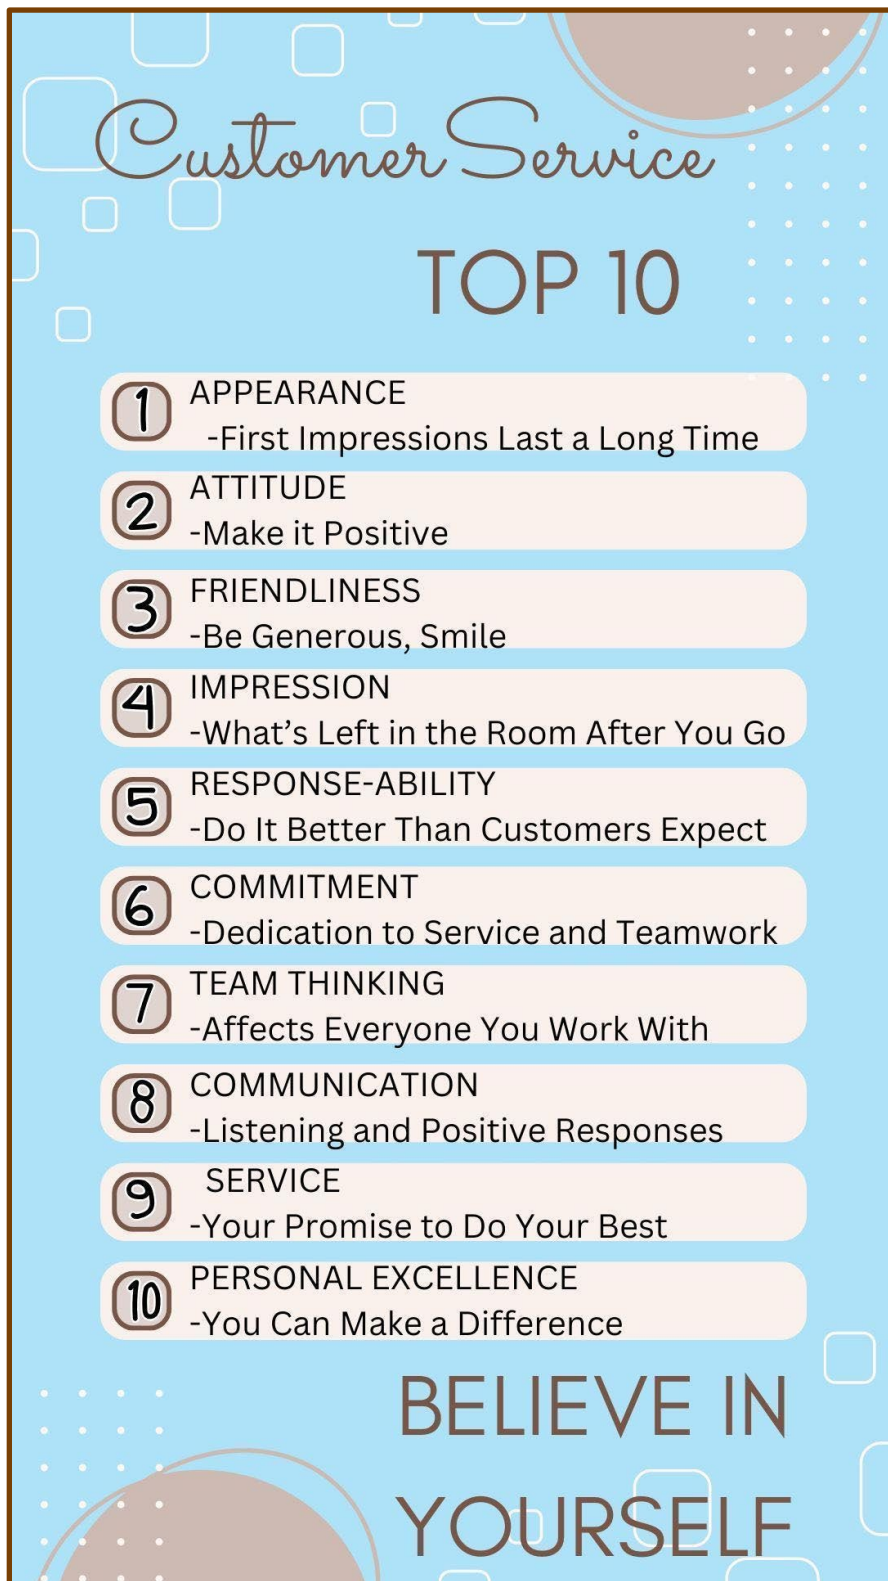 Customer Service
TOP 10
1 APPEARANCE
-First Impressions Last a Long Time
2 ATTITUDE
-Make it Positive
3 FRIENDLINESS
-Be Generous, Smile
4 IMPRESSION
-What’s Left in the Room After You Go
5 RESPONSE-ABILITY
-Do It Better Than Customers Expect
6 COMMITMENT
-Dedication to Service and Teamwork
7 TEAM THINKING
-Affects Everyone You Work With
8 COMMUNICATION
-Listening and Positive Responses
9 SERVICE
-Your Promise to Do Your Best
10 PERSONAL EXCELLENCE
-You Can Make a Difference
BELIEVE IN
YOURSELF